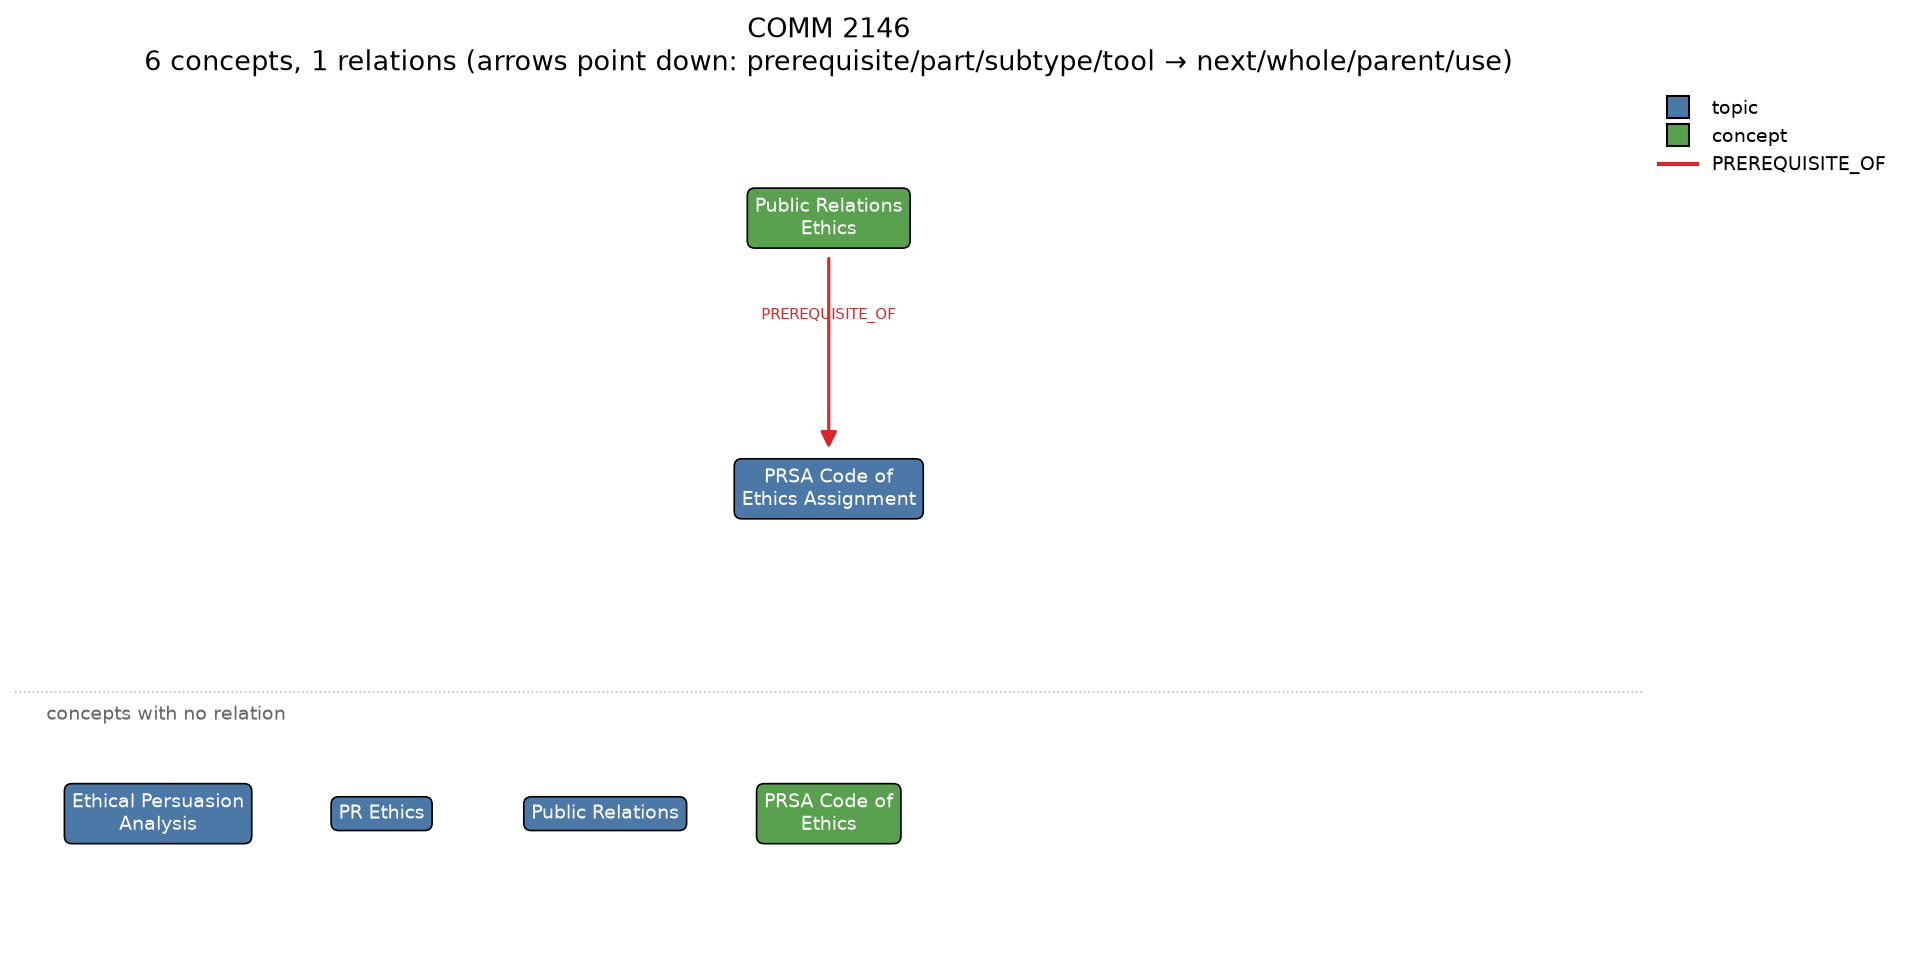 COMM 2146
6 concepts, 1 relations (arrows point down: prerequisite/part/subtype/tool → next/whole/parent/use)
topic
concept
PREREQUISITE_OF
Public Relations
Ethics
PREREQUISITE_OF
PRSA Code of
Ethics Assignment
concepts with no relation
Ethical Persuasion
Analysis
PR Ethics
Public Relations
PRSA Code of
Ethics